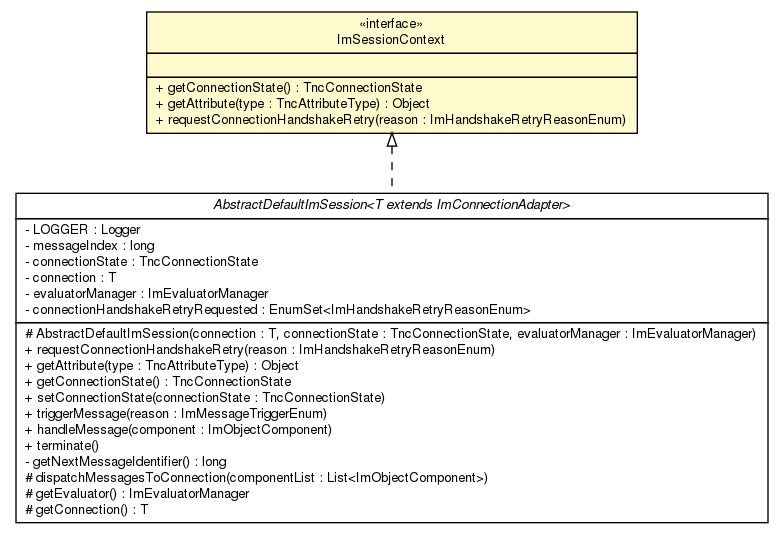 «interface»
ImSessionContext
+ getConnectionState() : TncConnectionState
+ getAttribute(type : TncAttributeType) : Object
+ requestConnectionHandshakeRetry(reason : ImHandshakeRetryReasonEnum)
AbstractDefaultImSession<T extends ImConnectionAdapter>
- LOGGER : Logger
- messageIndex : long
- connectionState : TncConnectionState
- connection : T
- evaluatorManager : ImEvaluatorManager
- connectionHandshakeRetryRequested : EnumSet<ImHandshakeRetryReasonEnum>
# AbstractDefaultImSession(connection : T, connectionState : TncConnectionState, evaluatorManager : ImEvaluatorManager)
+ requestConnectionHandshakeRetry(reason : ImHandshakeRetryReasonEnum)
+ getAttribute(type : TncAttributeType) : Object
+ getConnectionState() : TncConnectionState
+ setConnectionState(connectionState : TncConnectionState)
+ triggerMessage(reason : ImMessageTriggerEnum)
+ handleMessage(component : ImObjectComponent)
+ terminate()
- getNextMessageIdentifier() : long
# dispatchMessagesToConnection(componentList : List<ImObjectComponent>)
# getEvaluator() : ImEvaluatorManager
# getConnection() : T